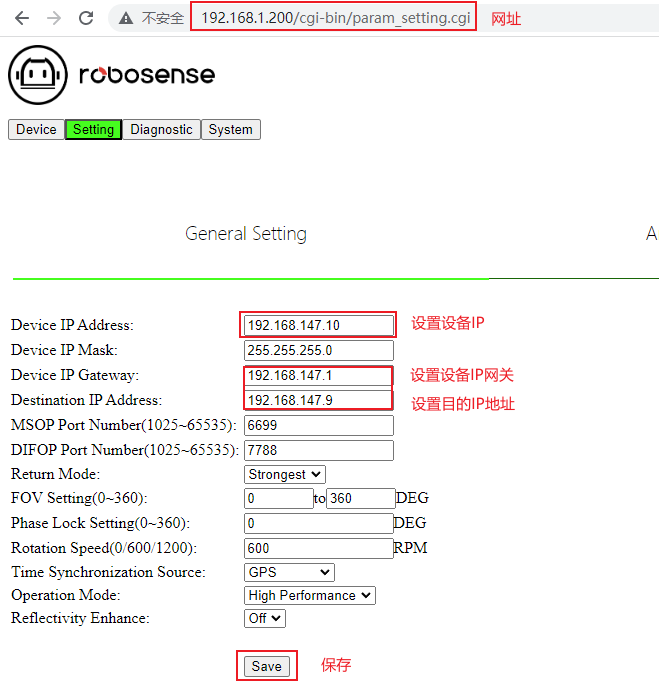 不安全 192.168.1.200/cgi-bin/param_setting.cgi 网址
robosense
Device Setting Diagnostic System
General Setting A
Device IP Address: 192.168.147.10 设置设备IP
Device IP Mask: 255.255.255.0
Device IP Gateway: 192.168.147.1 设置设备IP网关
Destination IP Address: 192.168.147.9 设置目的IP地址
MSOP Port Number(1025~65535): 6699
DIFOP Port Number(1025~65535): 7788
Return Mode: Strongest
FOV Setting(0~360): 0 to 360 DEG
Phase Lock Setting(0~360): 0 DEG
Rotation Speed(0/600/1200): 600 RPM
Time Synchronization Source: GPS
Operation Mode: High Performance
Reflectivity Enhance: Off
Save 保存